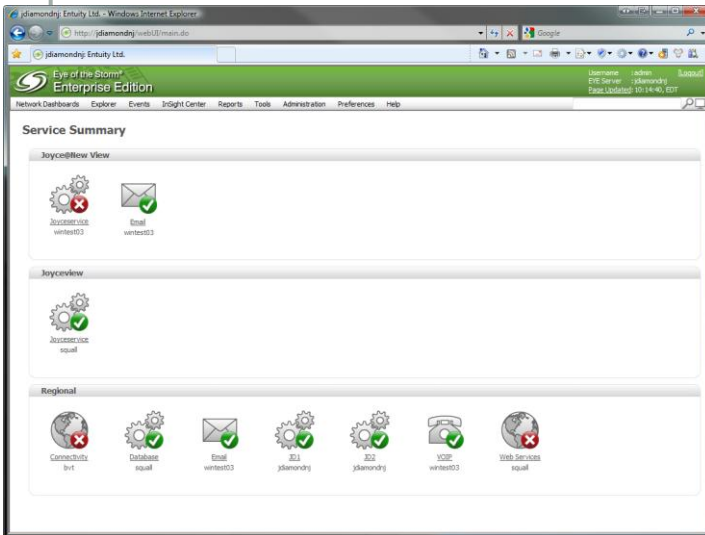 jdiamondnj: Entuity Ltd. - Windows Internet Explorer
http://jdiamondnj/webUI/main.do
Google
jdiamondnj: Entuity Ltd.
Eye of the Storm®
Enterprise Edition
Username : admin [Logout]
EYE Server : jdiamondnj
Page Updated: 10:14:40, EDT
Network Dashboards Explorer Events InSight Center Reports Tools Administration Preferences Help
Service Summary
Joyce@New View
Joyceservice Email
wintest03 wintest03
Joyceview
Joyceservice
squall
Regional
Connectivity Database Email JD1 JD2 VOIP Web Services
bvt squall wintest03 jdiamondnj jdiamondnj wintest03 squall